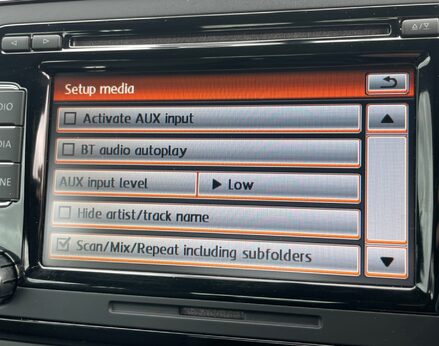 Setup media
Activate AUX input
BT audio autoplay
AUX input level
Low
Hide artist/track name
Scan/Mix/Repeat including subfolders